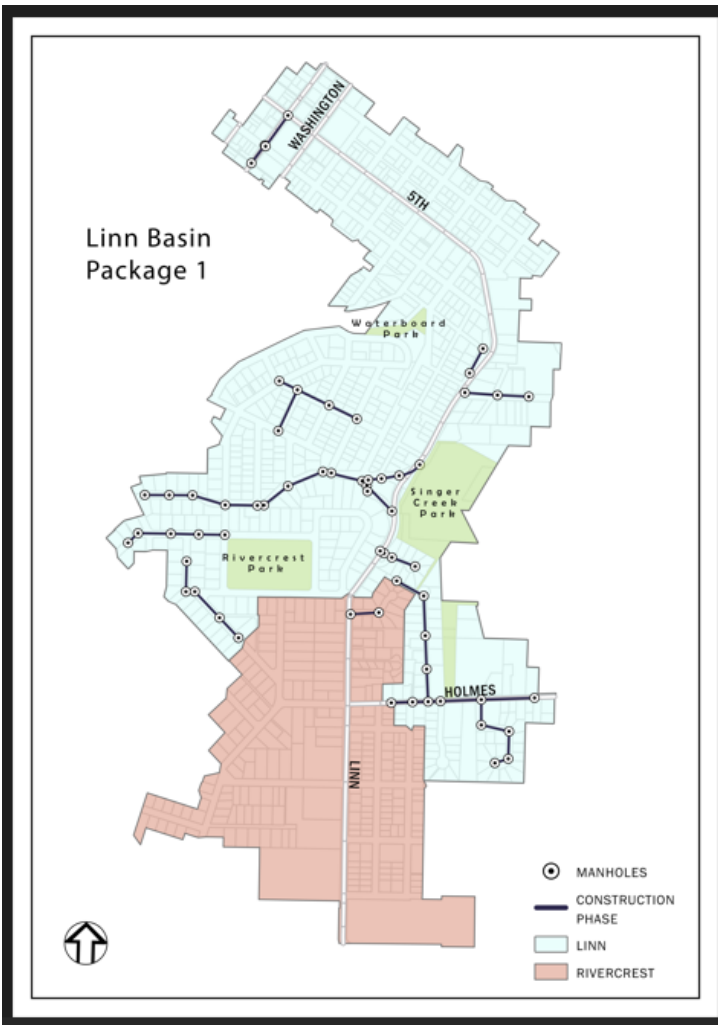 WASHINGTON
5TH
Linn Basin
Package 1
Waterboard
Park
Singer
Creek
Park
Rivercrest
Park
HOLMES
LINN
MANHOLES
CONSTRUCTION
PHASE
LINN
RIVERCREST